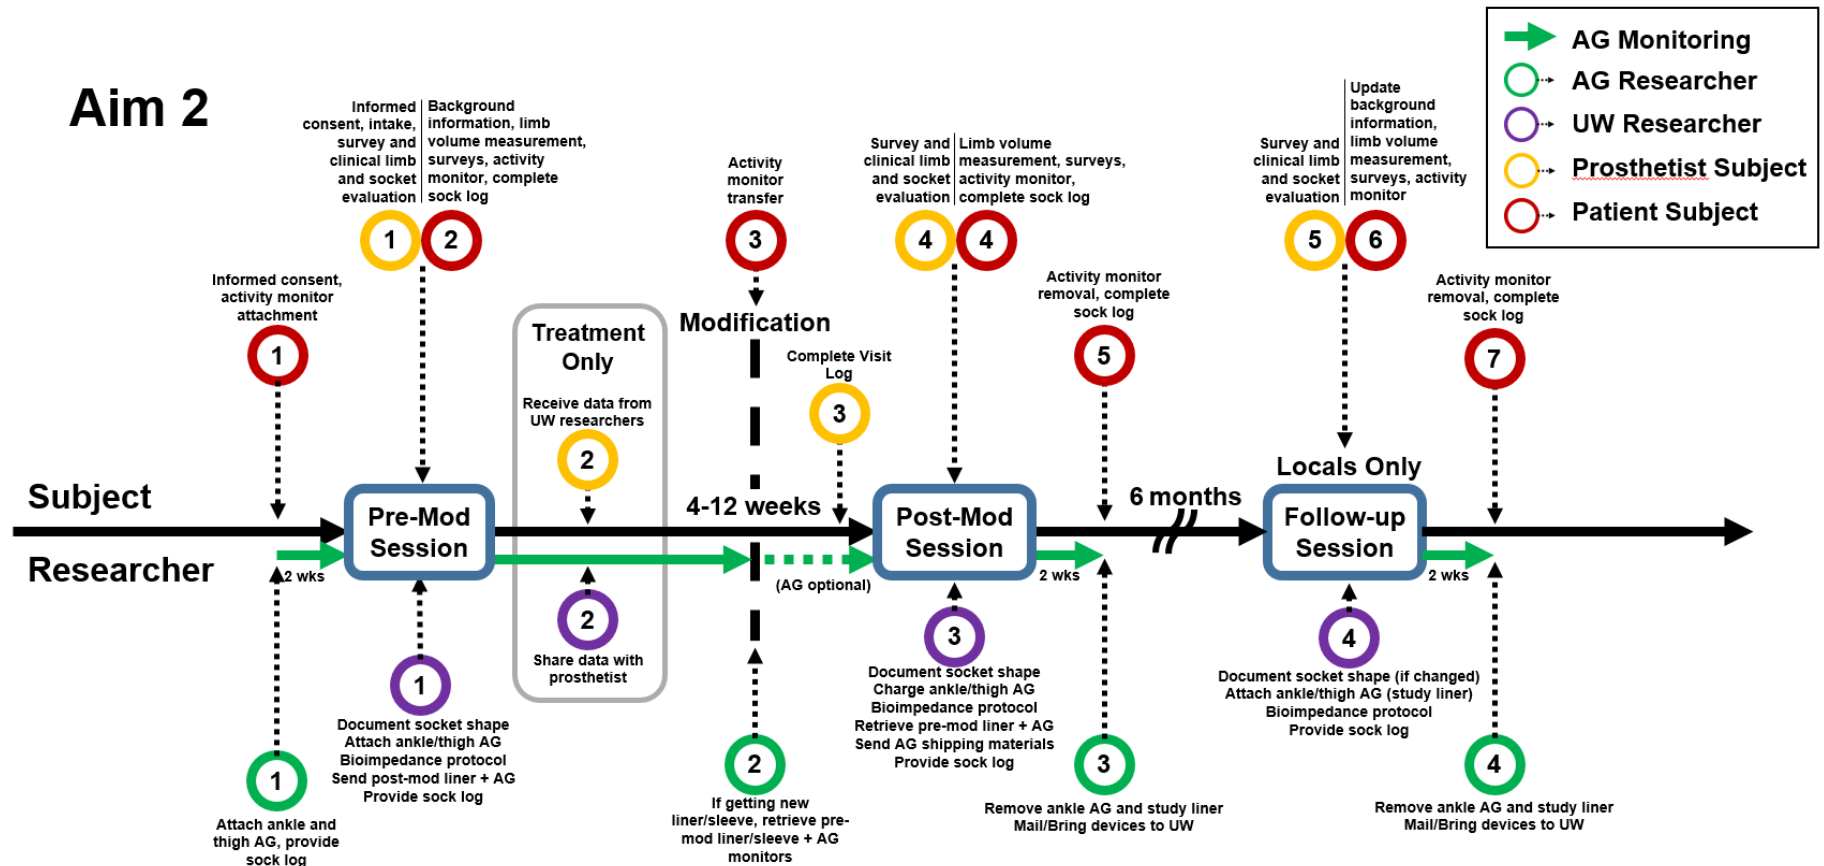 Aim 2
AG Monitoring
AG Researcher
UW Researcher
Prosthetist Subject
Patient Subject
Informed consent,
activity monitor
attachment
1
Informed
consent, intake,
survey and
clinical limb
and socket
evaluation
1
Background
information, limb
volume measurement,
surveys, activity
monitor, complete
sock log
2
Treatment
Only
Receive data from
UW researchers
2
Activity
monitor
transfer
3
Modification
Complete Visit
Log
3
Survey and
clinical limb
and socket
evaluation
4
Limb volume
measurement, surveys,
activity monitor,
complete sock log
4
Activity monitor
removal, complete
sock log
5
Survey and
clinical limb
and socket
evaluation
5
Update
background
information,
limb volume
measurement,
surveys, activity
monitor
6
Activity monitor
removal, complete
sock log
7
Subject
Researcher
2 wks
Pre-Mod
Session
4-12 weeks
(AG optional)
Post-Mod
Session
2 wks
6 months
Locals Only
Follow-up
Session
2 wks
1
Attach ankle and
thigh AG, provide
sock log
1
Document socket shape
Attach ankle/thigh AG
Bioimpedance protocol
Send post-mod liner + AG
Provide sock log
2
Share data with
prosthetist
2
If getting new
liner/sleeve, retrieve pre-
mod liner/sleeve + AG
monitors
3
Document socket shape
Charge ankle/thigh AG
Bioimpedance protocol
Retrieve pre-mod liner + AG
Send AG shipping materials
Provide sock log
3
Remove ankle AG and study liner
Mail/Bring devices to UW
4
Document socket shape (if changed)
Attach ankle/thigh AG (study liner)
Bioimpedance protocol
Provide sock log
4
Remove ankle AG and study liner
Mail/Bring devices to UW